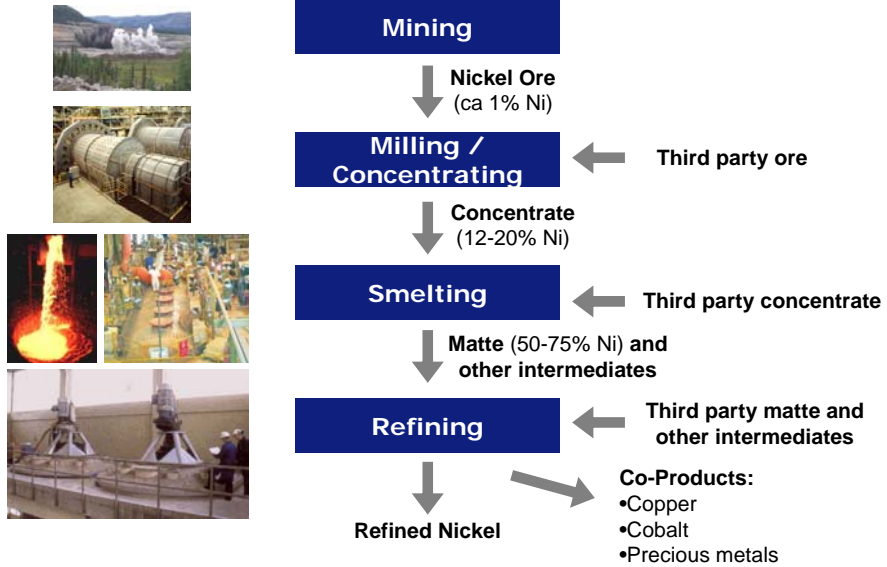 Mining
Nickel Ore
(ca 1% Ni)
Milling /
Concentrating
Third party ore
Concentrate
(12-20% Ni)
Smelting
Third party concentrate
Matte (50-75% Ni) and
other intermediates
Refining
Third party matte and
other intermediates
Refined Nickel
Co-Products:
•Copper
•Cobalt
•Precious metals